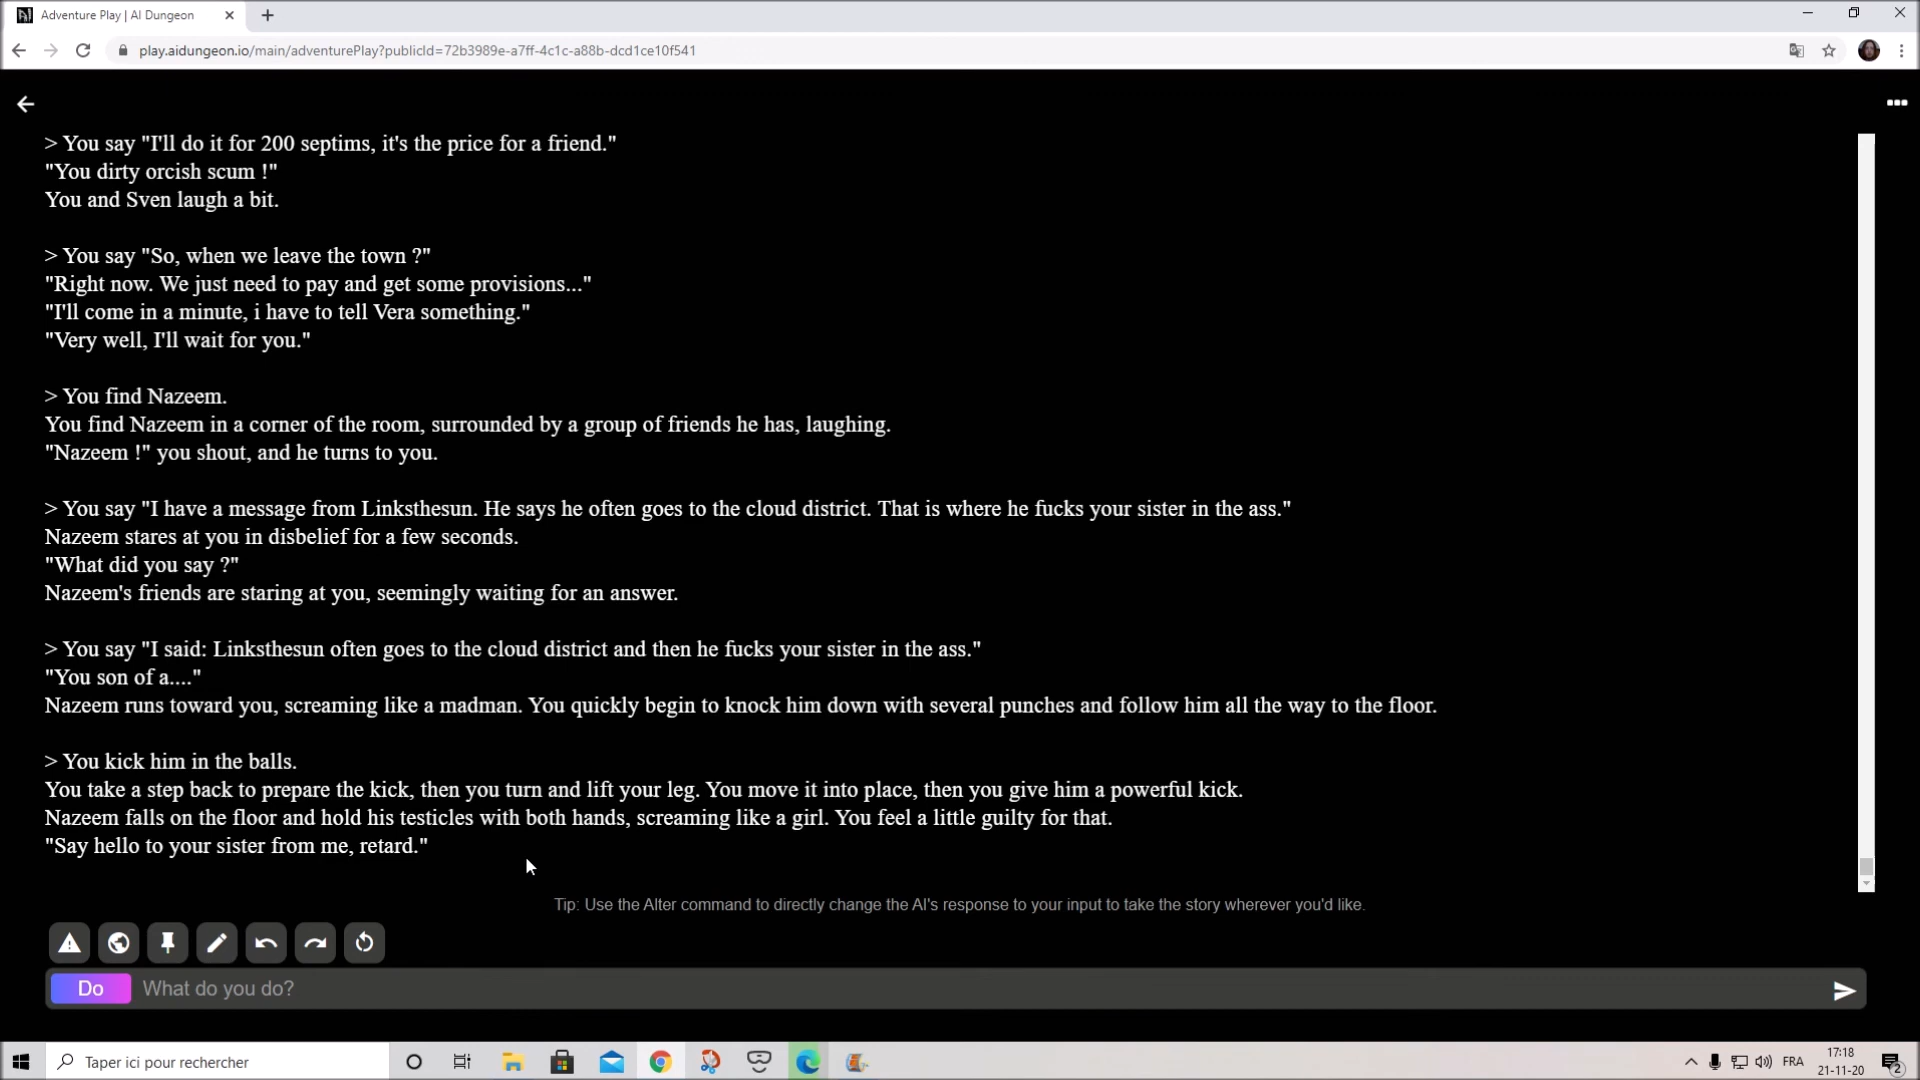 Adventure Play | AI Dungeon
play.aidungeon.io/main/adventurePlay?publicId=72b3989e-a7ff-4c1c-a88b-dcd1ce10f541
> You say "I'll do it for 200 septims, it's the price for a friend."
"You dirty orcish scum !"
You and Sven laugh a bit.
> You say "So, when we leave the town ?"
"Right now. We just need to pay and get some provisions..."
"I'll come in a minute, i have to tell Vera something."
"Very well, I'll wait for you."
> You find Nazeem.
You find Nazeem in a corner of the room, surrounded by a group of friends he has, laughing.
"Nazeem !" you shout, and he turns to you.
> You say "I have a message from Linksthesun. He says he often goes to the cloud district. That is where he fucks your sister in the ass."
Nazeem stares at you in disbelief for a few seconds.
"What did you say ?"
Nazeem's friends are staring at you, seemingly waiting for an answer.
> You say "I said: Linksthesun often goes to the cloud district and then he fucks your sister in the ass."
"You son of a...."
Nazeem runs toward you, screaming like a madman. You quickly begin to knock him down with several punches and follow him all the way to the floor.
> You kick him in the balls.
You take a step back to prepare the kick, then you turn and lift your leg. You move it into place, then you give him a powerful kick.
Nazeem falls on the floor and hold his testicles with both hands, screaming like a girl. You feel a little guilty for that.
"Say hello to your sister from me, retard."
Tip: Use the Alter command to directly change the AI's response to your input to take the story wherever you'd like.
Do What do you do?
Taper ici pour rechercher
FRA
17:18
21-11-20
2